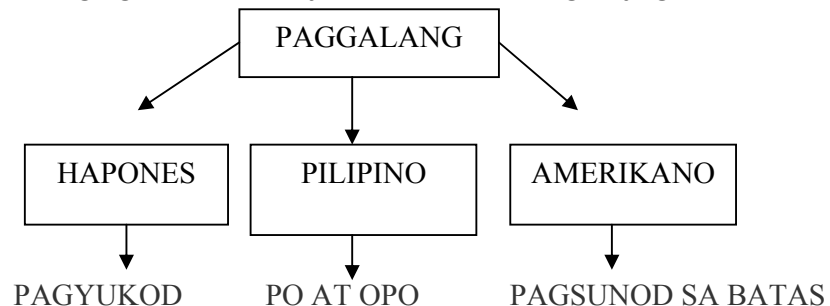 PAGGALANG
HAPONES PILIPINO AMERIKANO
PAGYUKOD PO AT OPO PAGSUNOD SA BATAS